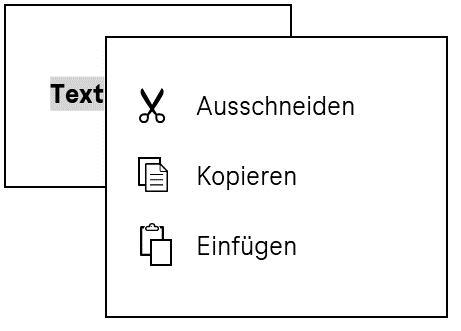 Text
Ausschneiden
Kopieren
Einfügen